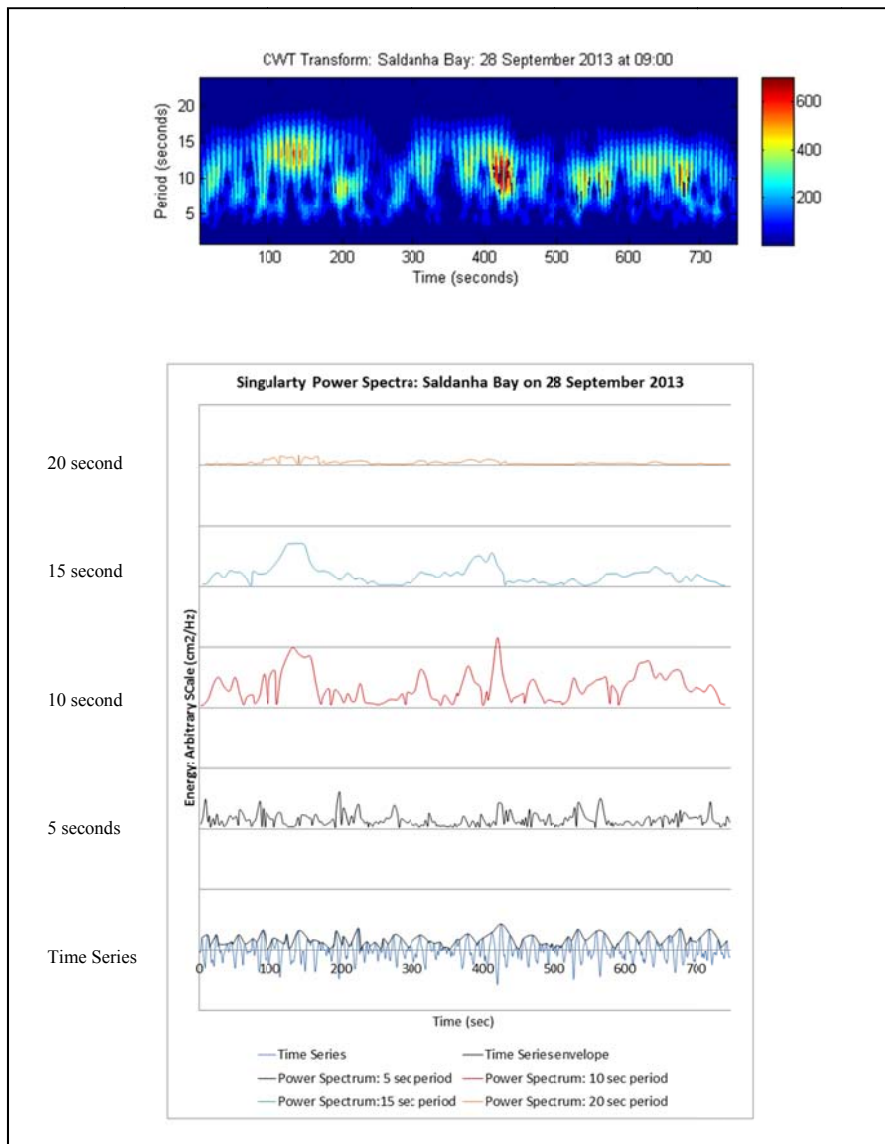 CWT Transform: Saldanha Bay: 28 September 2013 at 09:00
Period (seconds)
20
15
10
5
100 200 300 400 500 600 700
Time (seconds)
600
400
200
Singularty Power Spectra: Saldanha Bay on 28 September 2013
20 second
15 second
10 second
5 seconds
Time Series
Energy: Arbitrary SCale (cm2/Hz)
0 100 200 300 400 500 600 700
Time (sec)
Time Series Time Series envelope
Power Spectrum: 5 sec period Power Spectrum: 10 sec period
Power Spectrum: 15 sec period Power Spectrum: 20 sec period